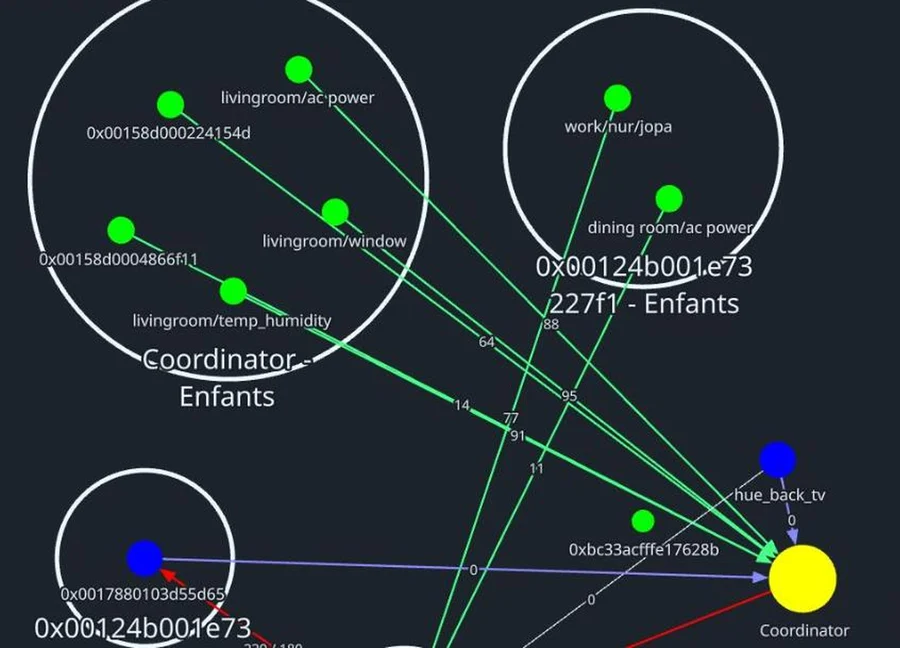 livingroom/ac power
0x00158d000224154d
livingroom/window
0x00158d0004866f11
livingroom/temp_humidity
Coordinator -
Enfants
work/nur/jopa
dining room/ac power
0x00124b001e73
227f1 - Enfants
88
64
95
14
77
91
11
hue_back_tv
0
0xbc33acfffe17628b
0
0
0x0017880103d55d65
0x00124b001e73
Coordinator